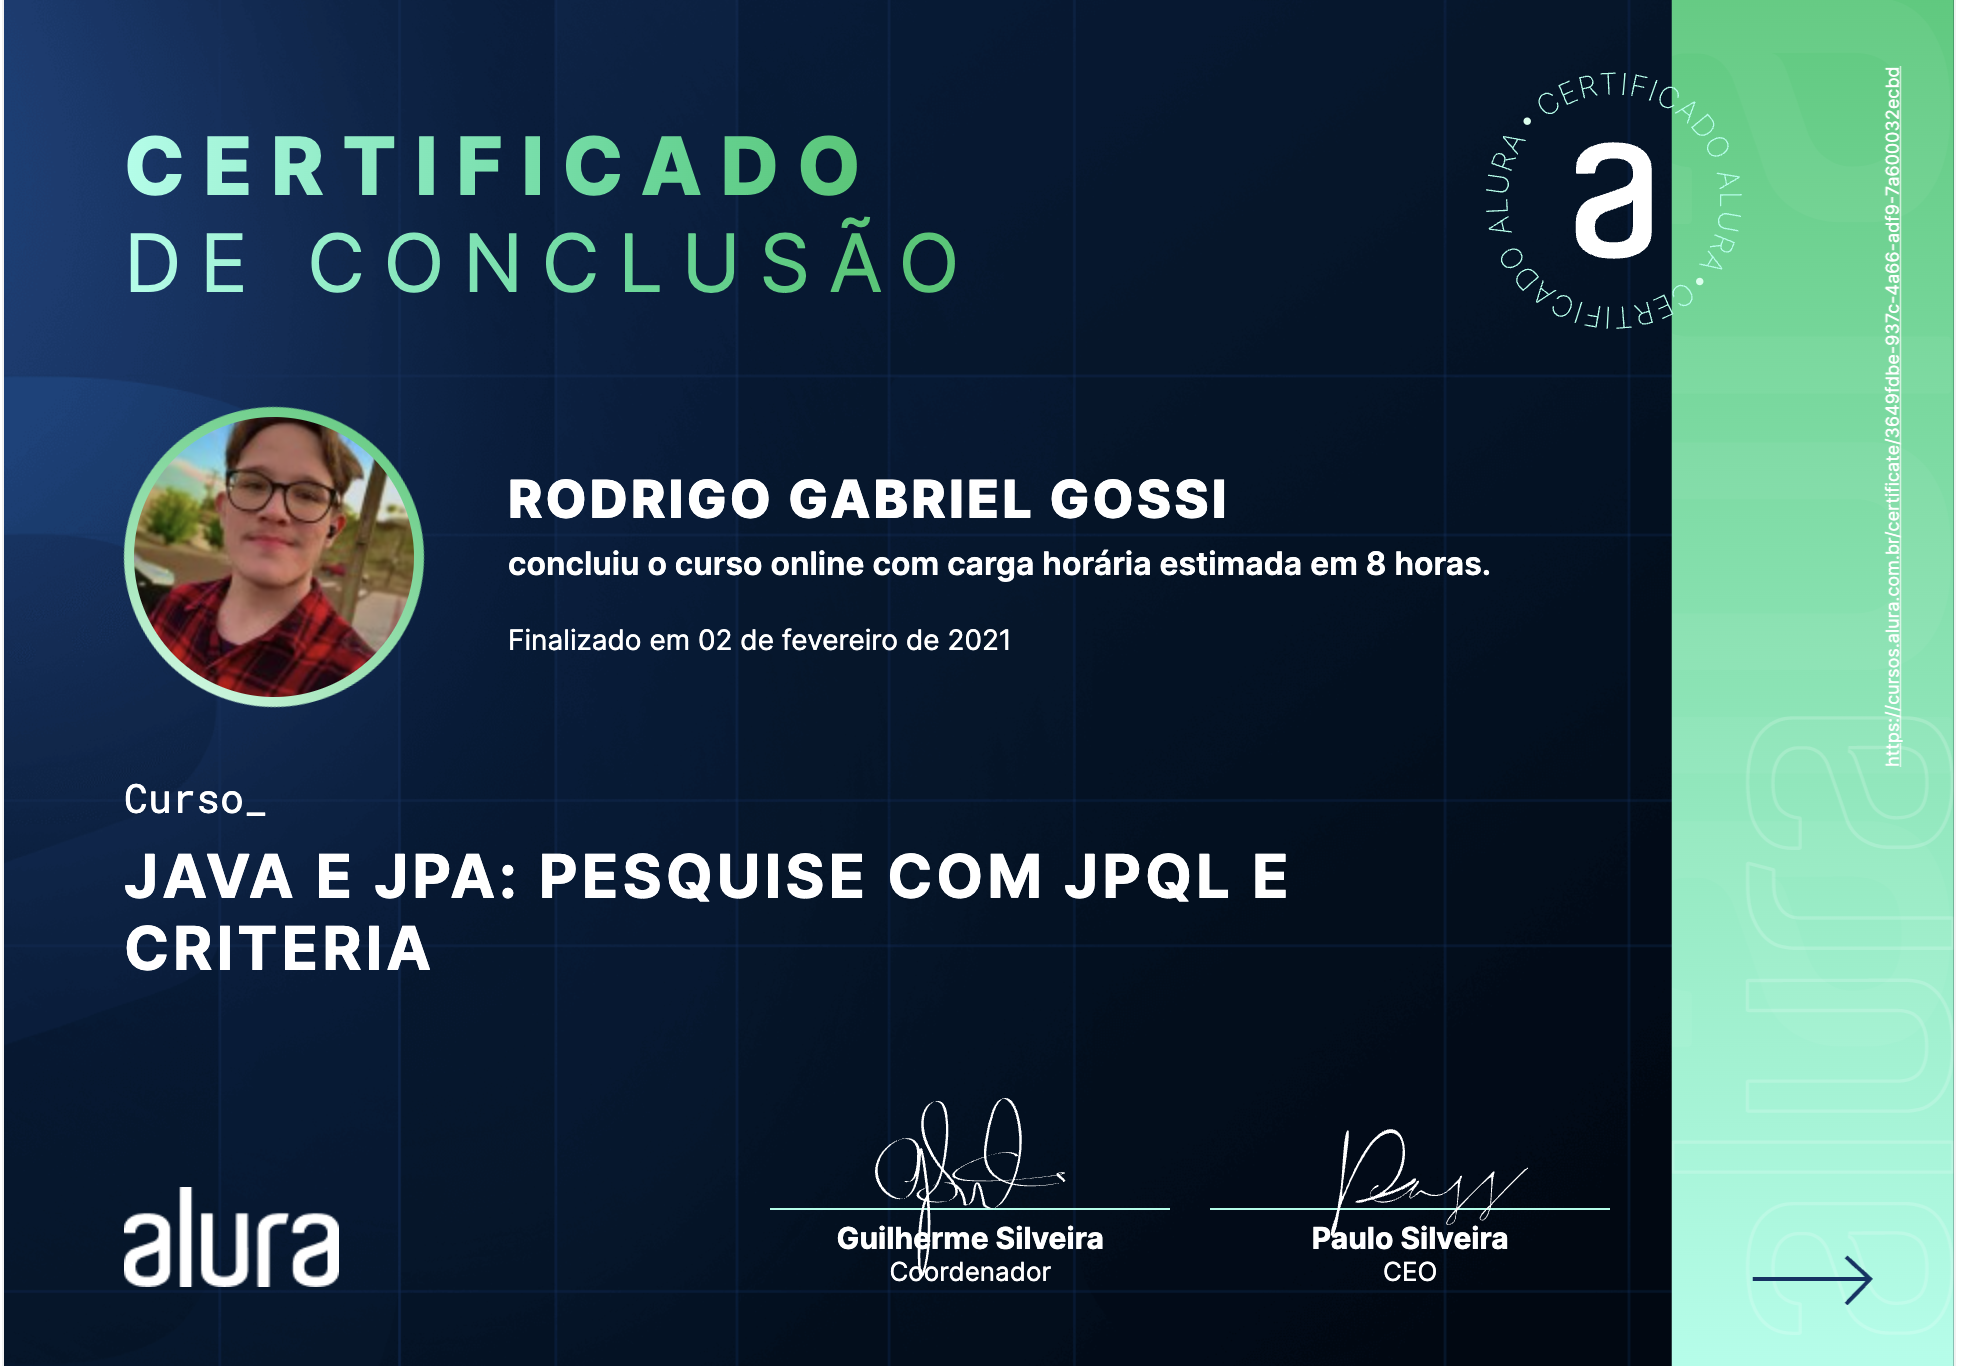 CERTIFICADO
DE CONCLUSÃO
CERTIFICADO ALURA • CERTIFICADO ALURA •
a
RODRIGO GABRIEL GOSSI
concluiu o curso online com carga horária estimada em 8 horas.
Finalizado em 02 de fevereiro de 2021
Curso_
JAVA E JPA: PESQUISE COM JPQL E
CRITERIA
alura
Guilherme Silveira
Coordenador
Paulo Silveira
CEO
https://cursos.alura.com.br/certificate/3649fdbe-937c-4a66-adf9-7a600032ecbd
alura